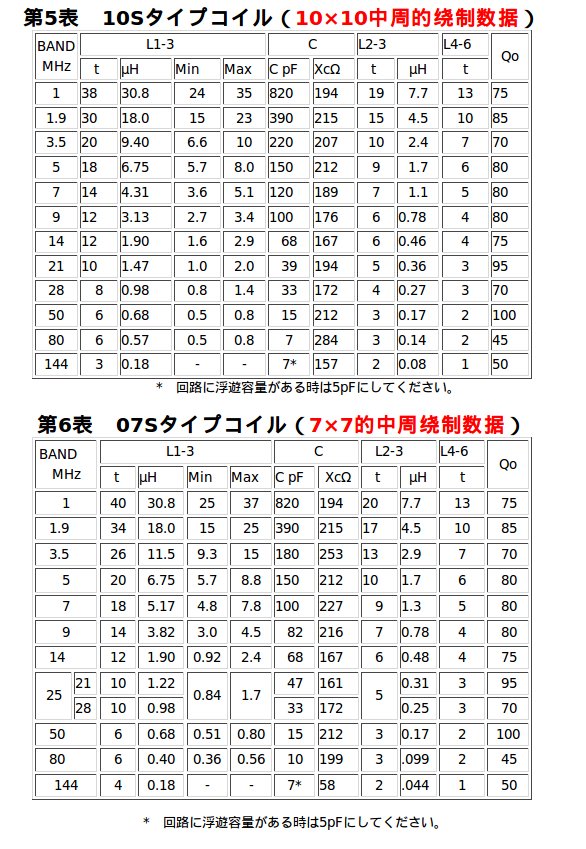 第5表　10Sタイプコイル（10×10中周的绕制数据）
BAND MHz L1-3 C L2-3 L4-6 Qo
t μH Min Max C pF XcΩ t μH t
1 38 30.8 24 35 820 194 19 7.7 13 75
1.9 30 18.0 15 23 390 215 15 4.5 10 85
3.5 20 9.40 6.6 10 220 207 10 2.4 7 70
5 18 6.75 5.7 8.0 150 212 9 1.7 6 80
7 14 4.31 3.6 5.1 120 189 7 1.1 5 80
9 12 3.13 2.7 3.4 100 176 6 0.78 4 80
14 12 1.90 1.6 2.9 68 167 6 0.46 4 75
21 10 1.47 1.0 2.0 39 194 5 0.36 3 95
28 8 0.98 0.8 1.4 33 172 4 0.27 3 70
50 6 0.68 0.5 0.8 15 212 3 0.17 2 100
80 6 0.57 0.5 0.8 7 284 3 0.14 2 45
144 3 0.18 - - 7* 157 2 0.08 1 50
*　回路に浮遊容量がある時は5pFにしてください。
第6表　07Sタイプコイル（7×7的中周绕制数据）
BAND MHz L1-3 C L2-3 L4-6 Qo
t μH Min Max C pF XcΩ t μH t
1 40 30.8 25 37 820 194 20 7.7 13 75
1.9 34 18.0 15 25 390 215 17 4.5 10 85
3.5 26 11.5 9.3 15 180 253 13 2.9 7 70
5 20 6.75 5.7 8.8 150 212 10 1.7 6 80
7 18 5.17 4.8 7.8 100 227 9 1.3 5 80
9 14 3.82 3.0 4.5 82 216 7 0.78 4 80
14 12 1.90 0.92 2.4 68 167 6 0.48 4 75
25 21 10 1.22 0.84 1.7 47 161 5 0.31 3 95
28 10 0.98 33 172 0.25 3 70
50 6 0.68 0.51 0.80 15 212 3 0.17 2 100
80 6 0.40 0.36 0.56 10 199 3 .099 2 45
144 4 0.18 - - 7* 58 2 .044 1 50
*　回路に浮遊容量がある時は5pFにしてください。